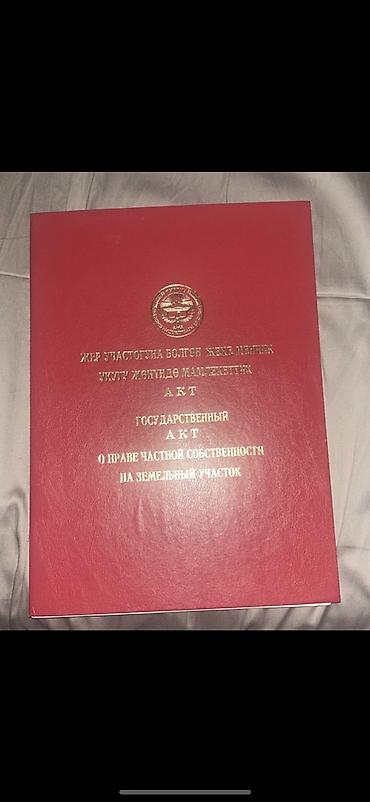 ЖЕР УЧАСТОГУНА БОЛГОН ЖЕКЕ МЕНЧИК
УКУГУ ЖӨНҮНДӨ МАМЛЕКЕТТИК
АКТ
ГОСУДАРСТВЕННЫЙ
АКТ
О ПРАВЕ ЧАСТНОЙ СОБСТВЕННОСТИ
НА ЗЕМЕЛЬНЫЙ УЧАСТОК